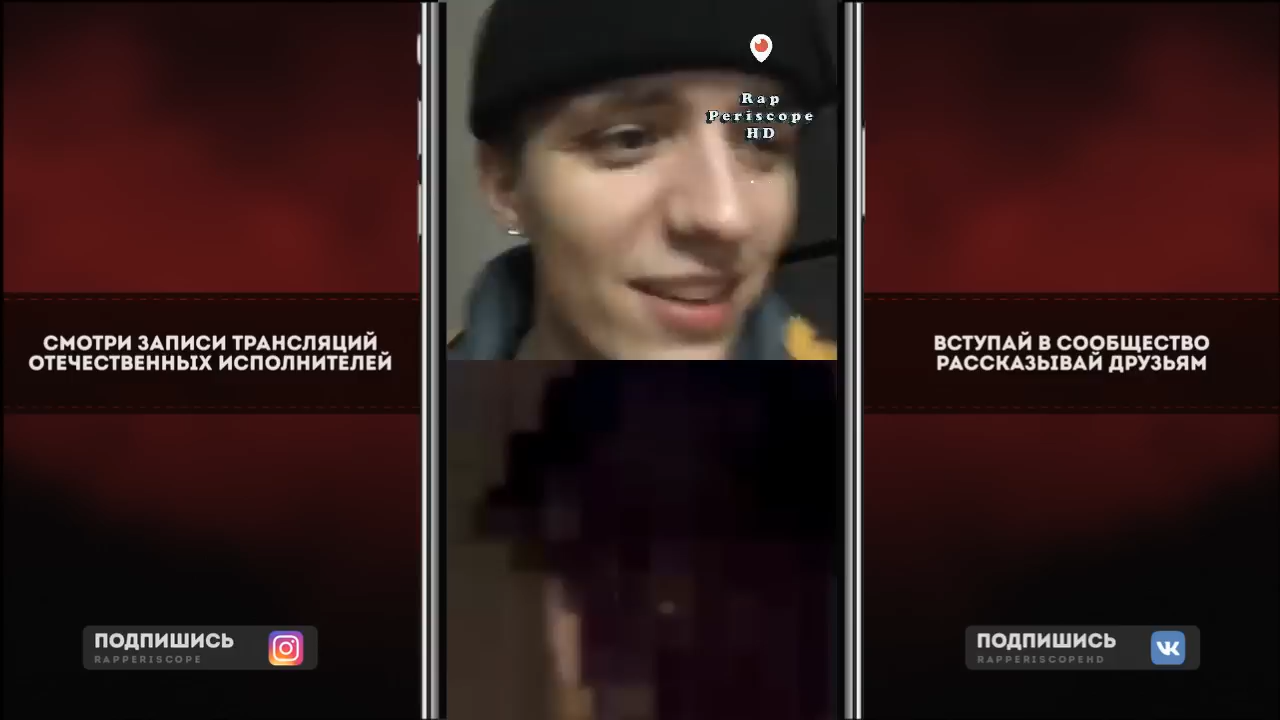 Rap
Periscope
HD
СМОТРИ ЗАПИСИ ТРАНСЛЯЦИЙ
ОТЕЧЕСТВЕННЫХ ИСПОЛНИТЕЛЕЙ
ВСТУПАЙ В СООБЩЕСТВО
РАССКАЗЫВАЙ ДРУЗЬЯМ
ПОДПИШИСЬ
RAPPERISCOPE
ПОДПИШИСЬ
RAPPERISCOPEHD